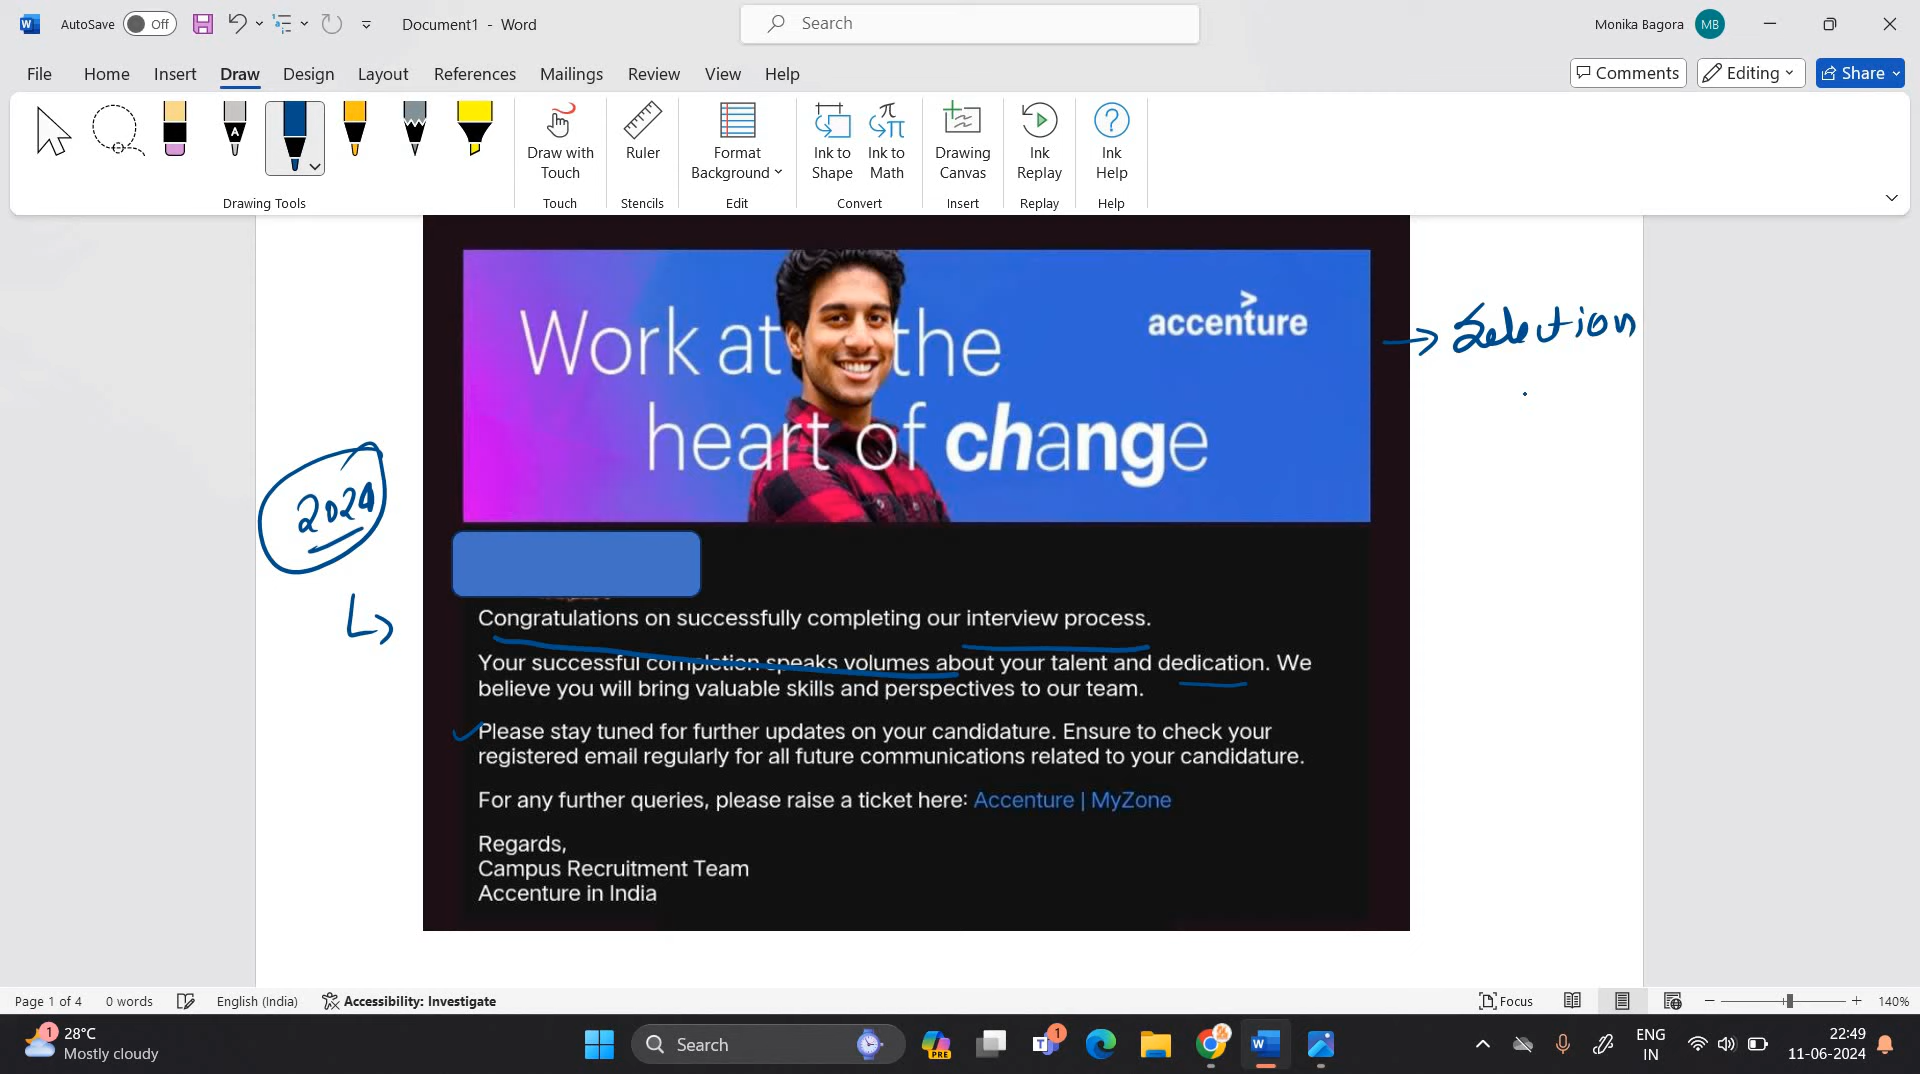 AutoSave Off Document1 - Word Search Monika Bagora MB
File Home Insert Draw Design Layout References Mailings Review View Help Comments Editing Share
A
Draw with Touch Ruler Format Background Ink to Shape Ink to Math Drawing Canvas Ink Replay Ink Help
Drawing Tools Touch Stencils Edit Convert Insert Replay Help
accenture
Work at the
heart of change
→ Selection
2024
Congratulations on successfully completing our interview process.
Your successful completion speaks volumes about your talent and dedication. We
believe you will bring valuable skills and perspectives to our team.
Please stay tuned for further updates on your candidature. Ensure to check your
registered email regularly for all future communications related to your candidature.
For any further queries, please raise a ticket here: Accenture | MyZone
Regards,
Campus Recruitment Team
Accenture in India
Page 1 of 4 0 words English (India) Accessibility: Investigate Focus 140%
1 28°C
Mostly cloudy
Search
PRE
1
ENG
IN
22:49
11-06-2024